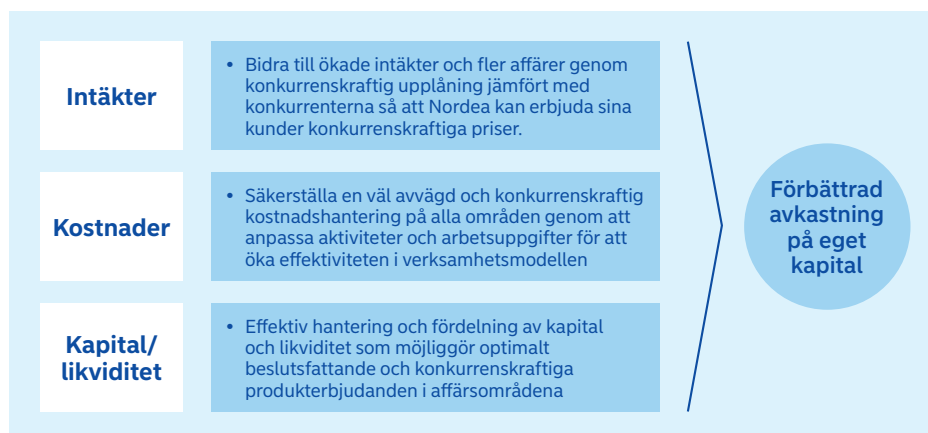 Intäkter
• Bidra till ökade intäkter och fler affärer genom
konkurrenskraftig upplåning jämfört med
konkurrenterna så att Nordea kan erbjuda sina
kunder konkurrenskraftiga priser.
Kostnader
• Säkerställa en väl avvägd och konkurrenskraftig
kostnadshantering på alla områden genom att
anpassa aktiviteter och arbetsuppgifter för att
öka effektiviteten i verksamhetsmodellen
Kapital/
likviditet
• Effektiv hantering och fördelning av kapital
och likviditet som möjliggör optimalt
beslutsfattande och konkurrenskraftiga
produkterbjudanden i affärsområdena
Förbättrad
avkastning
på eget
kapital